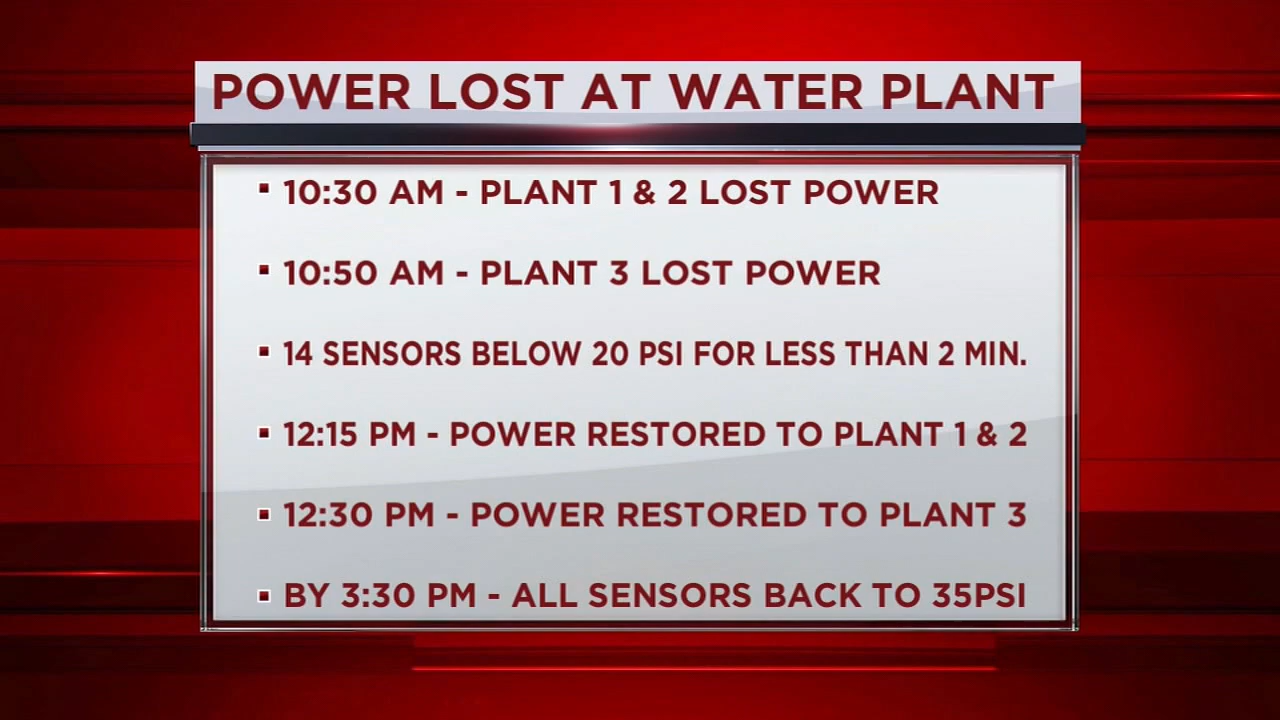 POWER LOST AT WATER PLANT
▪ 10:30 AM - PLANT 1 & 2 LOST POWER
▪ 10:50 AM - PLANT 3 LOST POWER
▪ 14 SENSORS BELOW 20 PSI FOR LESS THAN 2 MIN.
▪ 12:15 PM - POWER RESTORED TO PLANT 1 & 2
▪ 12:30 PM - POWER RESTORED TO PLANT 3
▪ BY 3:30 PM - ALL SENSORS BACK TO 35PSI